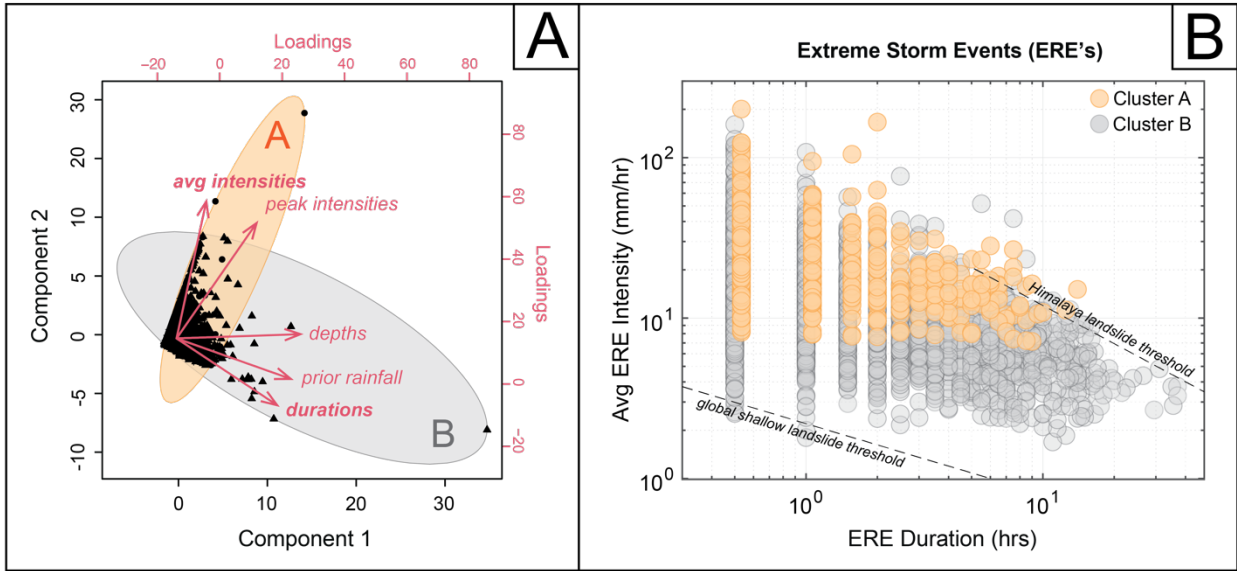 A
Loadings
-20 0 20 40 60 80
30
20
10
5
0
-5
-10
Component 2
A
avg intensities
peak intensities
depths
prior rainfall
durations
B
80
60
40
20
0
-20
Loadings
0 10 20 30
Component 1
B
Extreme Storm Events (ERE's)
Cluster A
Cluster B
10²
10¹
10⁰
Avg ERE Intensity (mm/hr)
Himalaya landslide threshold
global shallow landslide threshold
10⁰ 10¹
ERE Duration (hrs)